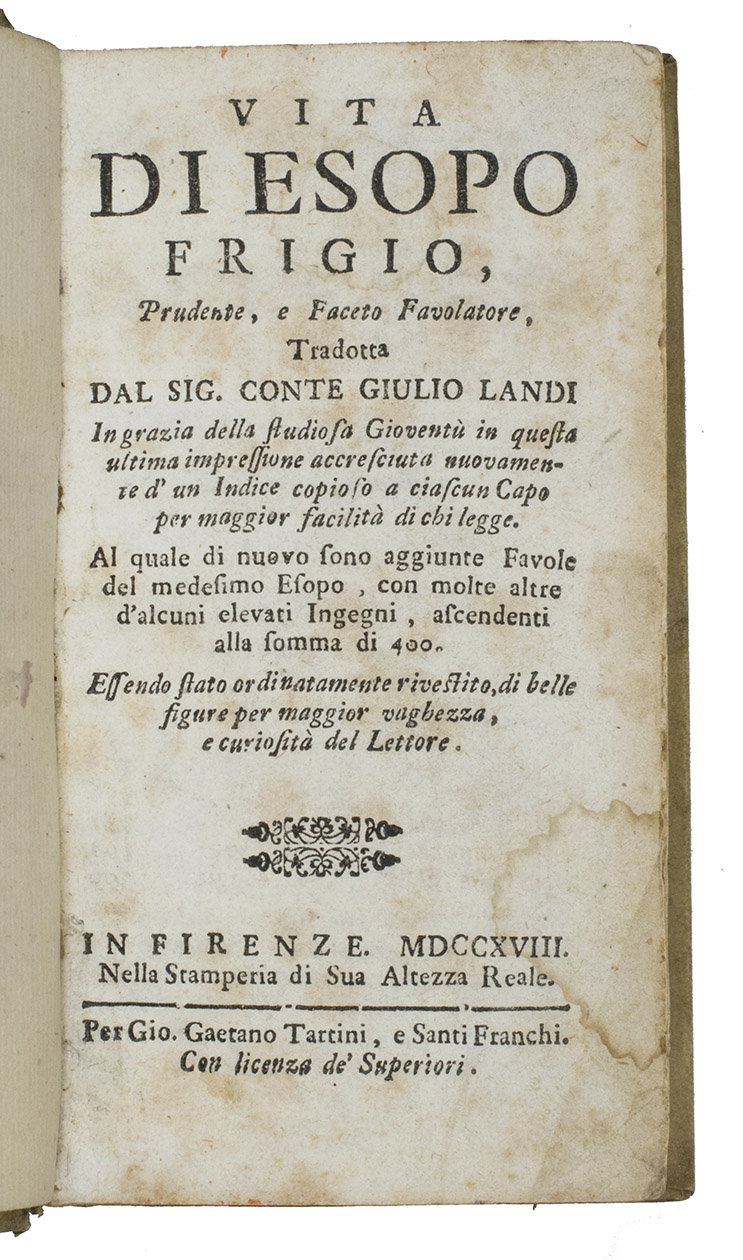 VITA
DI ESOPO
FRIGIO,
Prudente, e Faceto Favolatore,
Tradotta
DAL SIG. CONTE GIULIO LANDI
In grazia della ſtudioſa Gioventù in queſta
ultima impreſſione accreſciuta nuovamen-
te d' un Indice copioſo a ciaſcun Capo
per maggior facilità di chi legge.
Al quale di nuovo ſono aggiunte Favole
del medeſimo Eſopo , con molte altre
d'alcuni elevati Ingegni , aſcendenti
alla ſomma di 400.
Eſſendo ſtato ordinatamente riveſtito,di belle
figure per maggior vaghezza,
e curioſità del Lettore.
IN FIRENZE. MDCCXVIII.
Nella Stamperia di Sua Altezza Reale.
Per Gio. Gaetano Tartini, e Santi Franchi.
Con licenza de' Superiori.